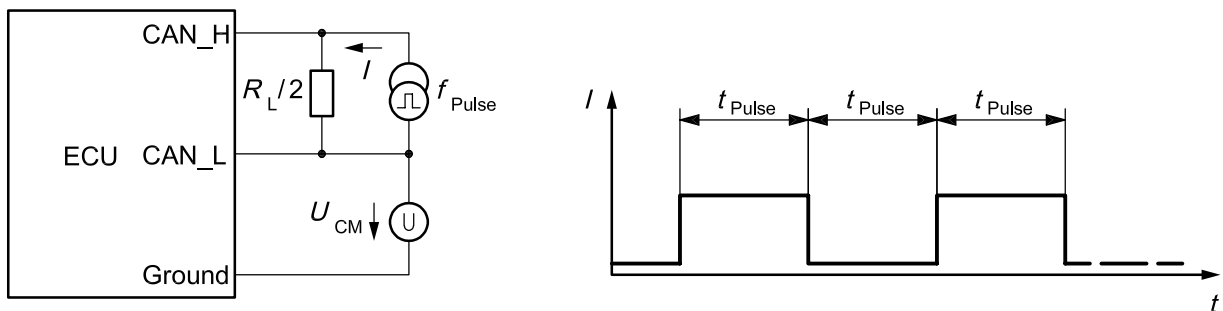 CAN_H
I
R_L/2
f_Pulse
ECU
CAN_L
U_CM
U
Ground
I
t_Pulse
t_Pulse
t_Pulse
t